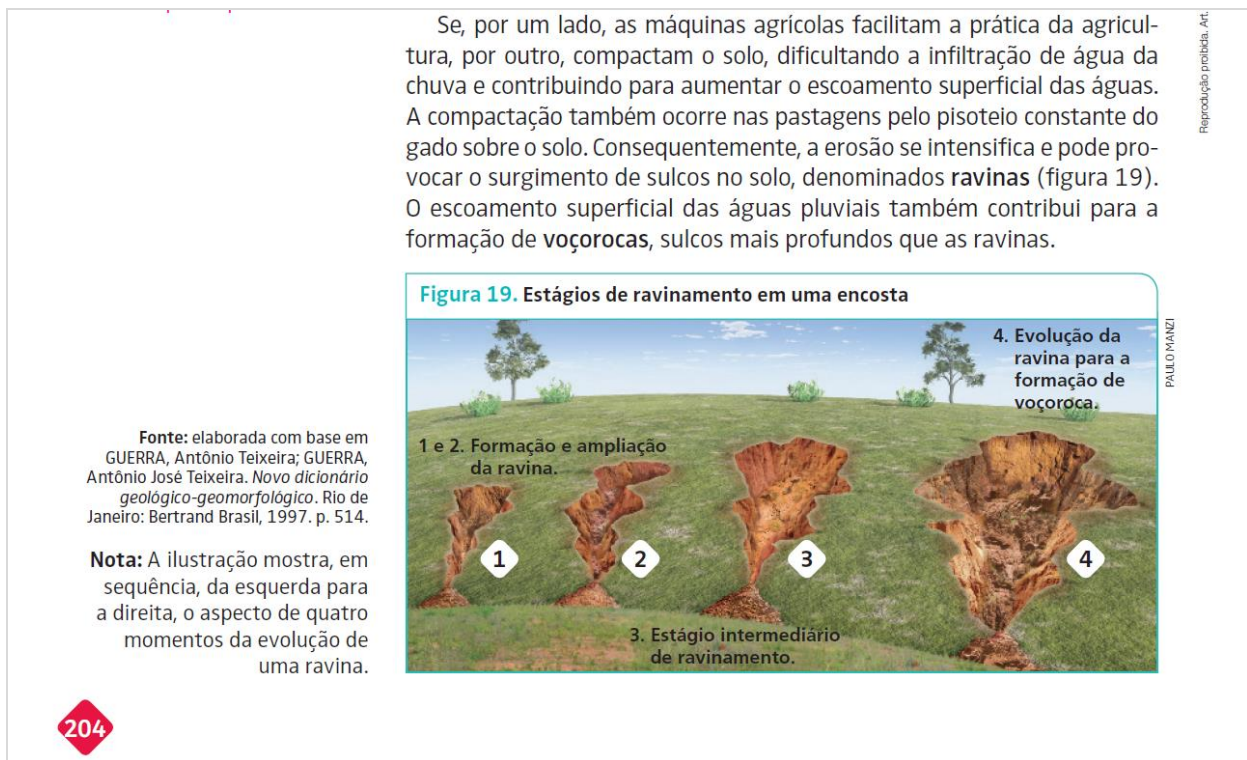 Se, por um lado, as máquinas agrícolas facilitam a prática da agricul-
tura, por outro, compactam o solo, dificultando a infiltração de água da
chuva e contribuindo para aumentar o escoamento superficial das águas.
A compactação também ocorre nas pastagens pelo pisoteio constante do
gado sobre o solo. Consequentemente, a erosão se intensifica e pode pro-
vocar o surgimento de sulcos no solo, denominados ravinas (figura 19).
O escoamento superficial das águas pluviais também contribui para a
formação de voçorocas, sulcos mais profundos que as ravinas.
Reprodução proibida. Art.
Figura 19. Estágios de ravinamento em uma encosta
4. Evolução da
ravina para a
formação de
voçoroca.
1 e 2. Formação e ampliação
da ravina.
1
2
3
4
3. Estágio intermediário
de ravinamento.
PAULO MANZI
Fonte: elaborada com base em
GUERRA, Antônio Teixeira; GUERRA,
Antônio José Teixeira. Novo dicionário
geológico-geomorfológico. Rio de
Janeiro: Bertrand Brasil, 1997. p. 514.
Nota: A ilustração mostra, em
sequência, da esquerda para
a direita, o aspecto de quatro
momentos da evolução de
uma ravina.
204